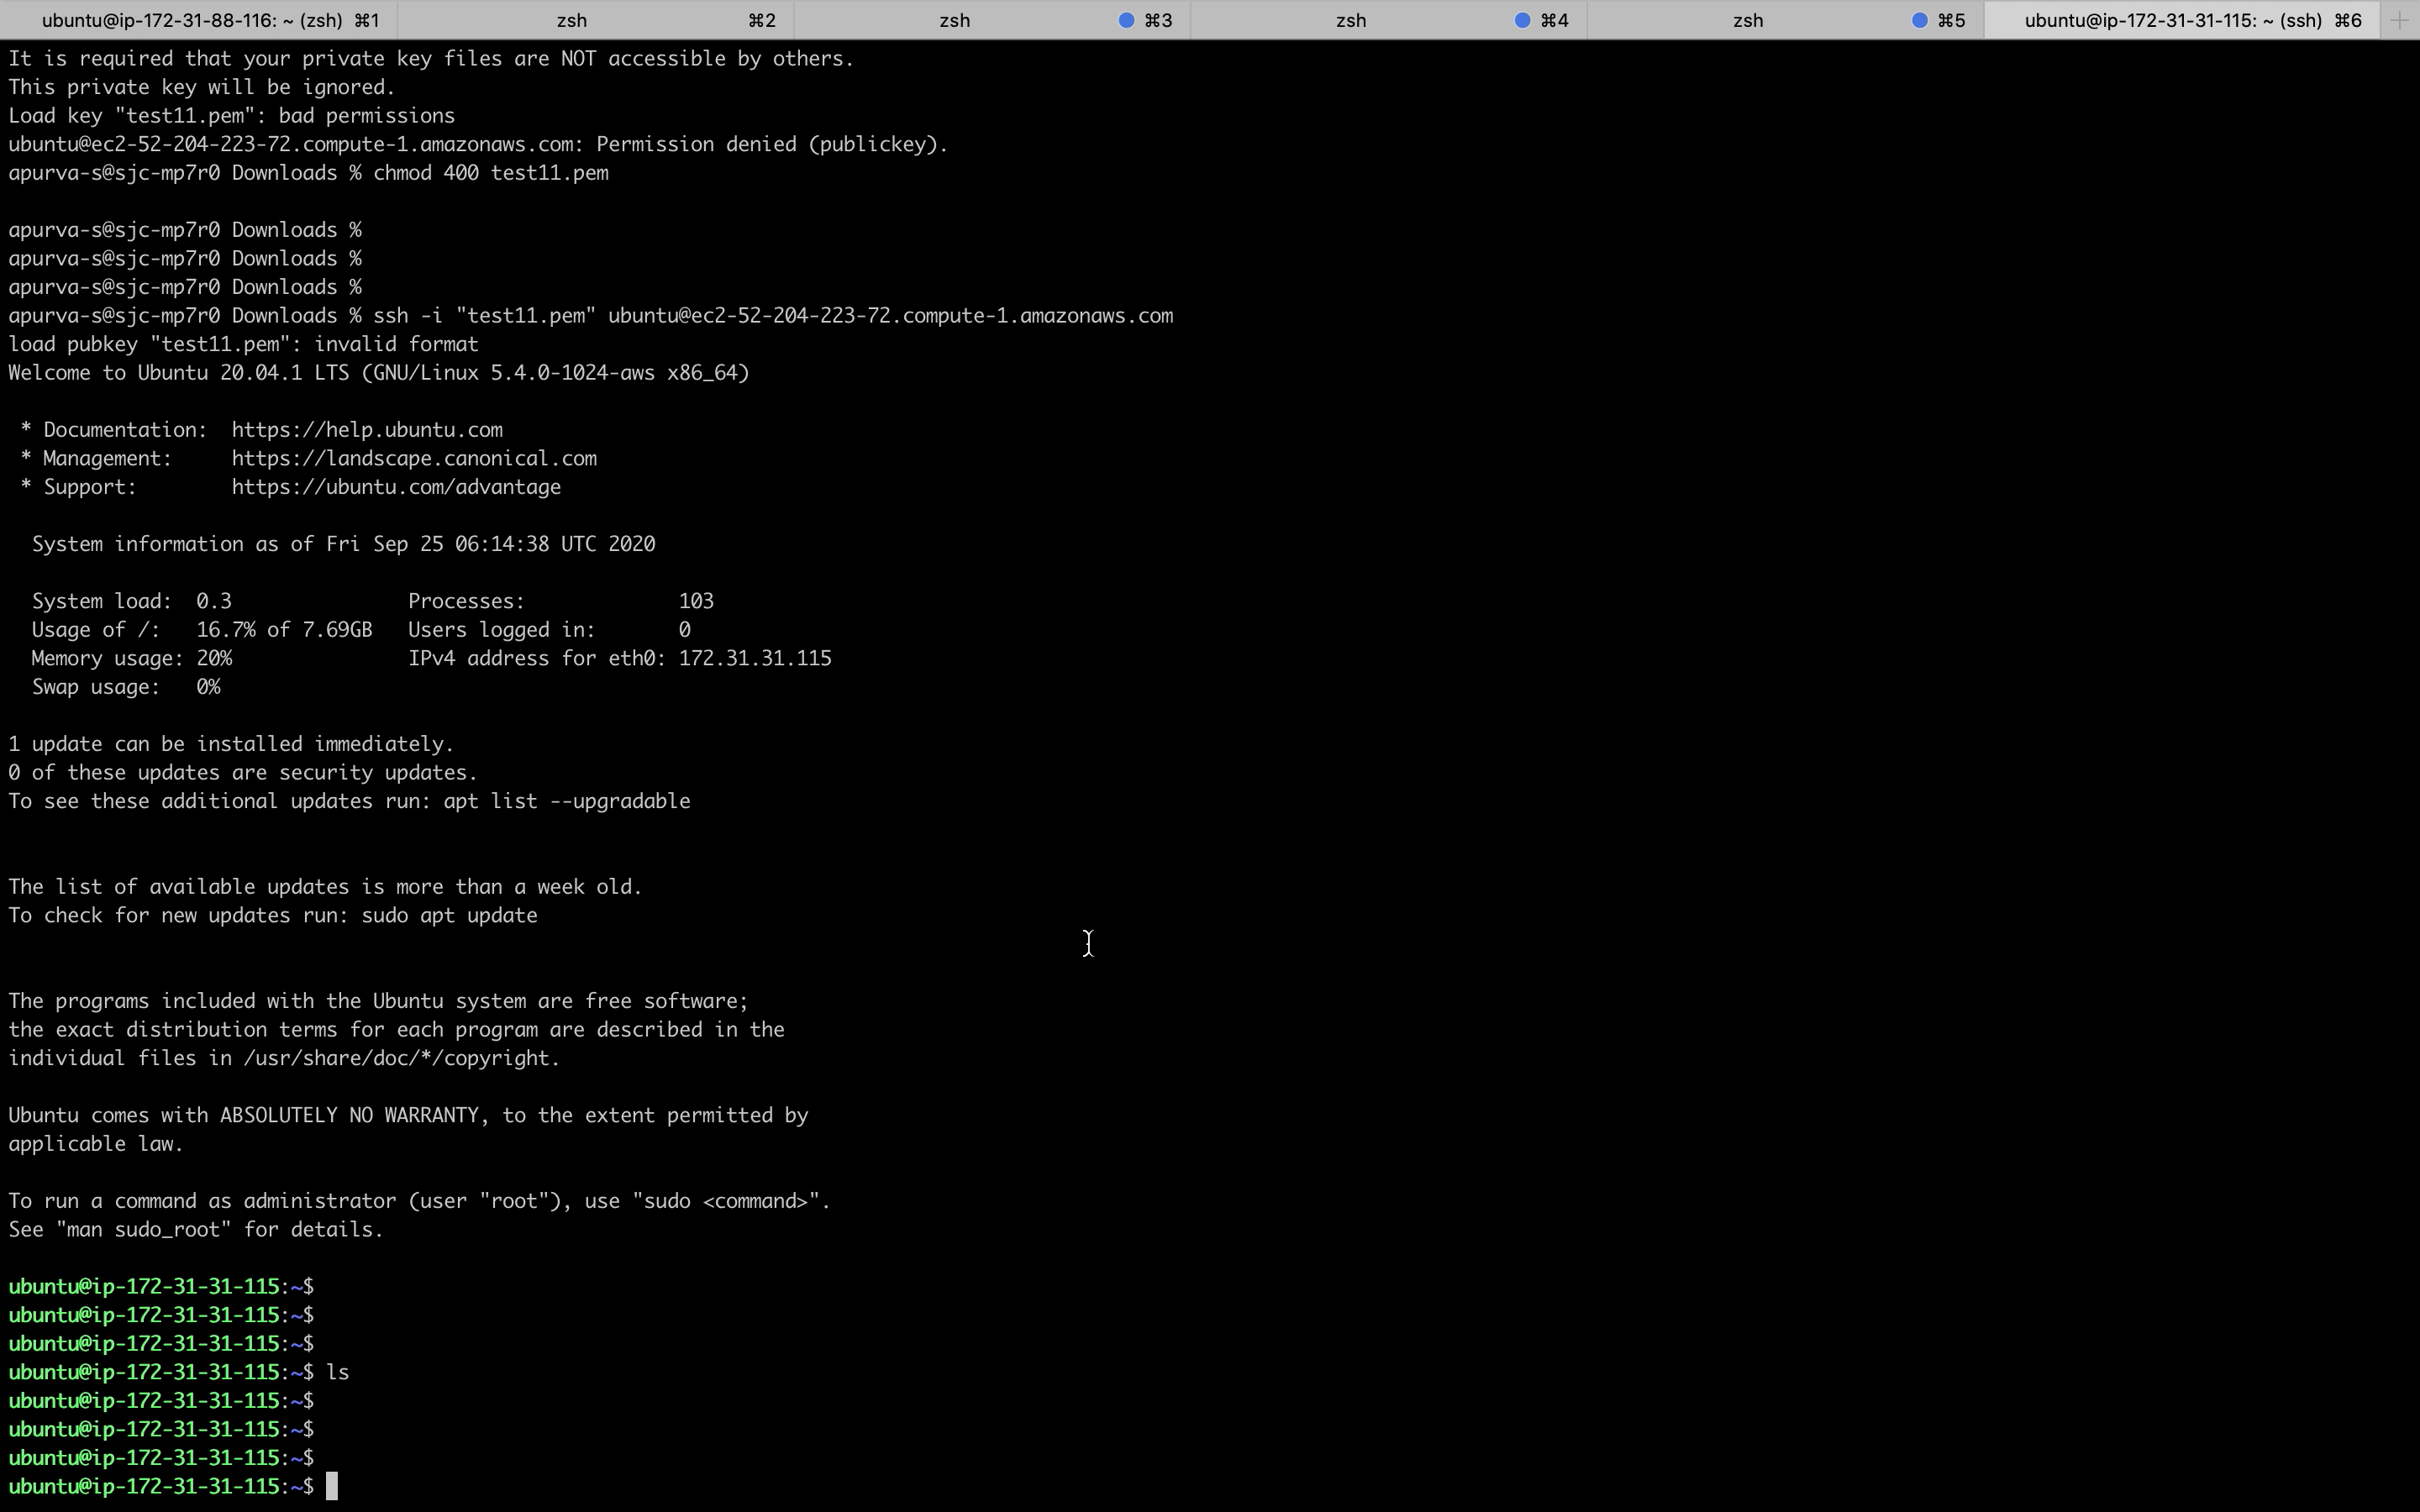 ubuntu@ip-172-31-88-116: ~ (zsh) ⌘1 zsh ⌘2 zsh ⌘3 zsh ⌘4 zsh ⌘5 ubuntu@ip-172-31-31-115: ~ (ssh) ⌘6 +
It is required that your private key files are NOT accessible by others.
This private key will be ignored.
Load key "test11.pem": bad permissions
ubuntu@ec2-52-204-223-72.compute-1.amazonaws.com: Permission denied (publickey).
apurva-s@sjc-mp7r0 Downloads % chmod 400 test11.pem
apurva-s@sjc-mp7r0 Downloads %
apurva-s@sjc-mp7r0 Downloads %
apurva-s@sjc-mp7r0 Downloads %
apurva-s@sjc-mp7r0 Downloads % ssh -i "test11.pem" ubuntu@ec2-52-204-223-72.compute-1.amazonaws.com
load pubkey "test11.pem": invalid format
Welcome to Ubuntu 20.04.1 LTS (GNU/Linux 5.4.0-1024-aws x86_64)
* Documentation:  https://help.ubuntu.com
* Management:     https://landscape.canonical.com
* Support:        https://ubuntu.com/advantage
System information as of Fri Sep 25 06:14:38 UTC 2020
System load:  0.3               Processes:             103
Usage of /:   16.7% of 7.69GB   Users logged in:       0
Memory usage: 20%               IPv4 address for eth0: 172.31.31.115
Swap usage:   0%
1 update can be installed immediately.
0 of these updates are security updates.
To see these additional updates run: apt list --upgradable
The list of available updates is more than a week old.
To check for new updates run: sudo apt update
The programs included with the Ubuntu system are free software;
the exact distribution terms for each program are described in the
individual files in /usr/share/doc/*/copyright.
Ubuntu comes with ABSOLUTELY NO WARRANTY, to the extent permitted by
applicable law.
To run a command as administrator (user "root"), use "sudo <command>".
See "man sudo_root" for details.
ubuntu@ip-172-31-31-115:~$
ubuntu@ip-172-31-31-115:~$
ubuntu@ip-172-31-31-115:~$
ubuntu@ip-172-31-31-115:~$ ls
ubuntu@ip-172-31-31-115:~$
ubuntu@ip-172-31-31-115:~$
ubuntu@ip-172-31-31-115:~$
ubuntu@ip-172-31-31-115:~$